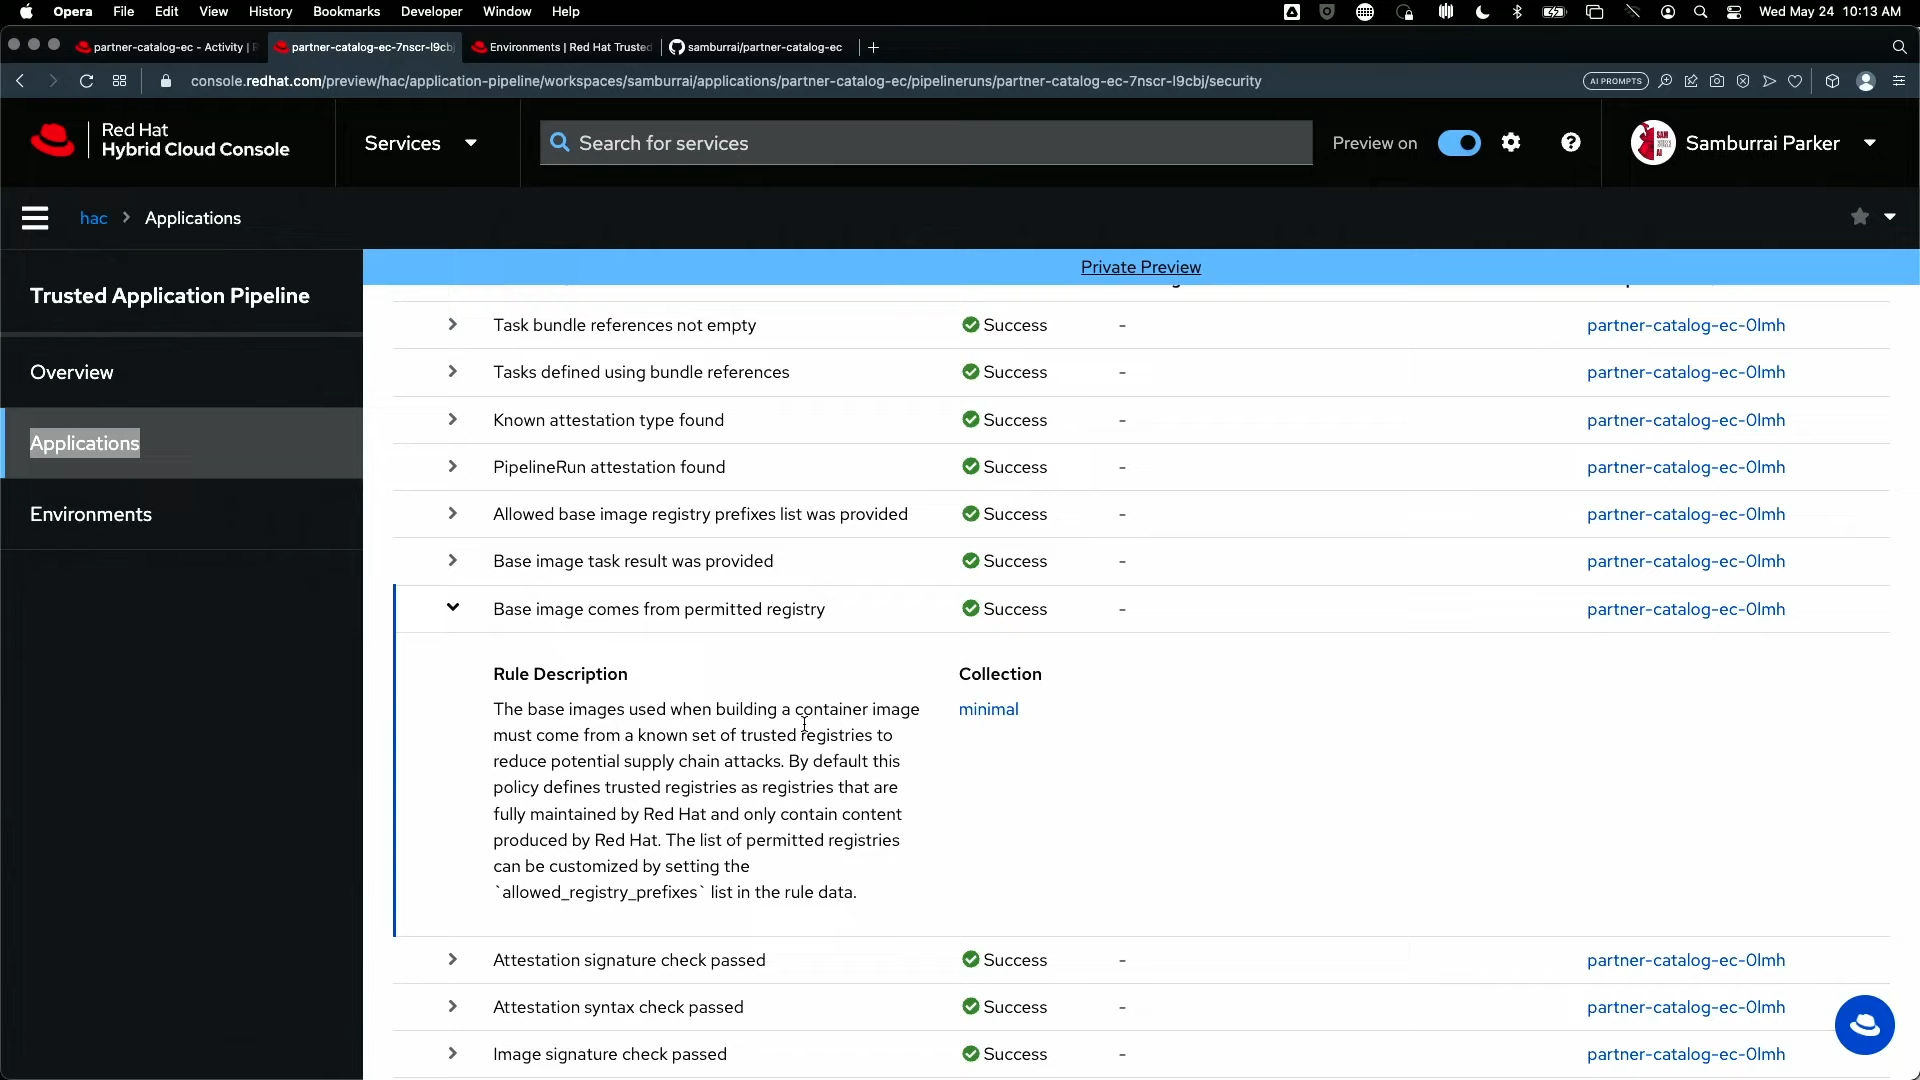 Opera File Edit View History Bookmarks Developer Window Help Wed May 24 10:13 AM
partner-catalog-ec - Activity | partner-catalog-ec-7nscr-l9cbj Environments | Red Hat Trusted samburrai/partner-catalog-ec
console.redhat.com/preview/hac/application-pipeline/workspaces/samburrai/applications/partner-catalog-ec/pipelineruns/partner-catalog-ec-7nscr-l9cbj/security AI PROMPTS
Red Hat
Hybrid Cloud Console
Services
Search for services
Preview on
SAM
AI
Samburrai Parker
hac > Applications
Private Preview
Trusted Application Pipeline
Overview
Applications
Environments
Task bundle references not empty Success - partner-catalog-ec-0lmh
Tasks defined using bundle references Success - partner-catalog-ec-0lmh
Known attestation type found Success - partner-catalog-ec-0lmh
PipelineRun attestation found Success - partner-catalog-ec-0lmh
Allowed base image registry prefixes list was provided Success - partner-catalog-ec-0lmh
Base image task result was provided Success - partner-catalog-ec-0lmh
Base image comes from permitted registry Success - partner-catalog-ec-0lmh
Rule Description
The base images used when building a container image
must come from a known set of trusted registries to
reduce potential supply chain attacks. By default this
policy defines trusted registries as registries that are
fully maintained by Red Hat and only contain content
produced by Red Hat. The list of permitted registries
can be customized by setting the
`allowed_registry_prefixes` list in the rule data.
Collection
minimal
Attestation signature check passed Success - partner-catalog-ec-0lmh
Attestation syntax check passed Success - partner-catalog-ec-0lmh
Image signature check passed Success - partner-catalog-ec-0lmh